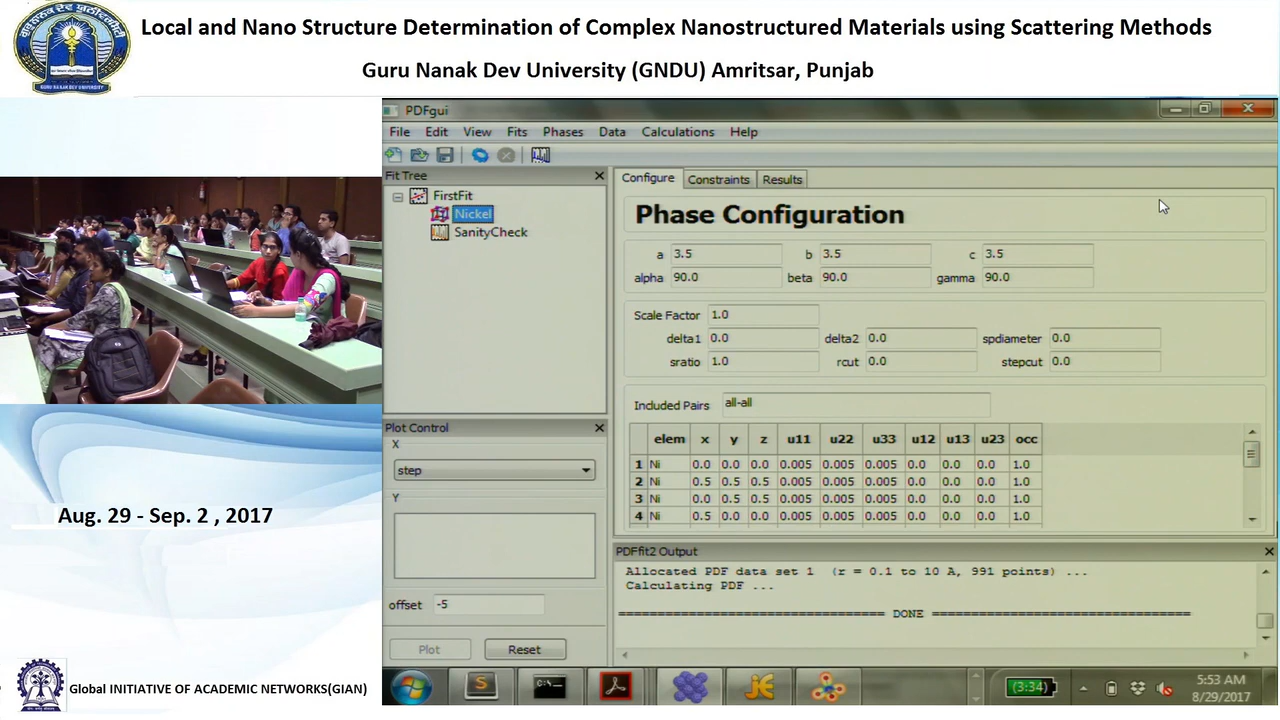 Local and Nano Structure Determination of Complex Nanostructured Materials using Scattering Methods
Guru Nanak Dev University (GNDU) Amritsar, Punjab
PDFgui
File Edit View Fits Phases Data Calculations Help
Fit Tree
FirstFit
Nickel
SanityCheck
Configure Constraints Results
Phase Configuration
a 3.5 b 3.5 c 3.5
alpha 90.0 beta 90.0 gamma 90.0
Scale Factor 1.0
delta1 0.0 delta2 0.0 spdiameter 0.0
sratio 1.0 rcut 0.0 stepcut 0.0
Included Pairs all-all
elem x y z u11 u22 u33 u12 u13 u23 occ
1 Ni 0.0 0.0 0.0 0.005 0.005 0.005 0.0 0.0 0.0 1.0
2 Ni 0.5 0.5 0.5 0.005 0.005 0.005 0.0 0.0 0.0 1.0
3 Ni 0.0 0.5 0.5 0.005 0.005 0.005 0.0 0.0 0.0 1.0
4 Ni 0.5 0.0 0.0 0.005 0.005 0.005 0.0 0.0 0.0 1.0
Plot Control
X
step
Y
offset -5
Plot Reset
PDFfit2 Output
Allocated PDF data set 1 (r = 0.1 to 10 A, 991 points) ...
Calculating PDF ...
================================ DONE ================================
(3:34)
5:53 AM
8/29/2017
Aug. 29 - Sep. 2 , 2017
Global INITIATIVE OF ACADEMIC NETWORKS(GIAN)